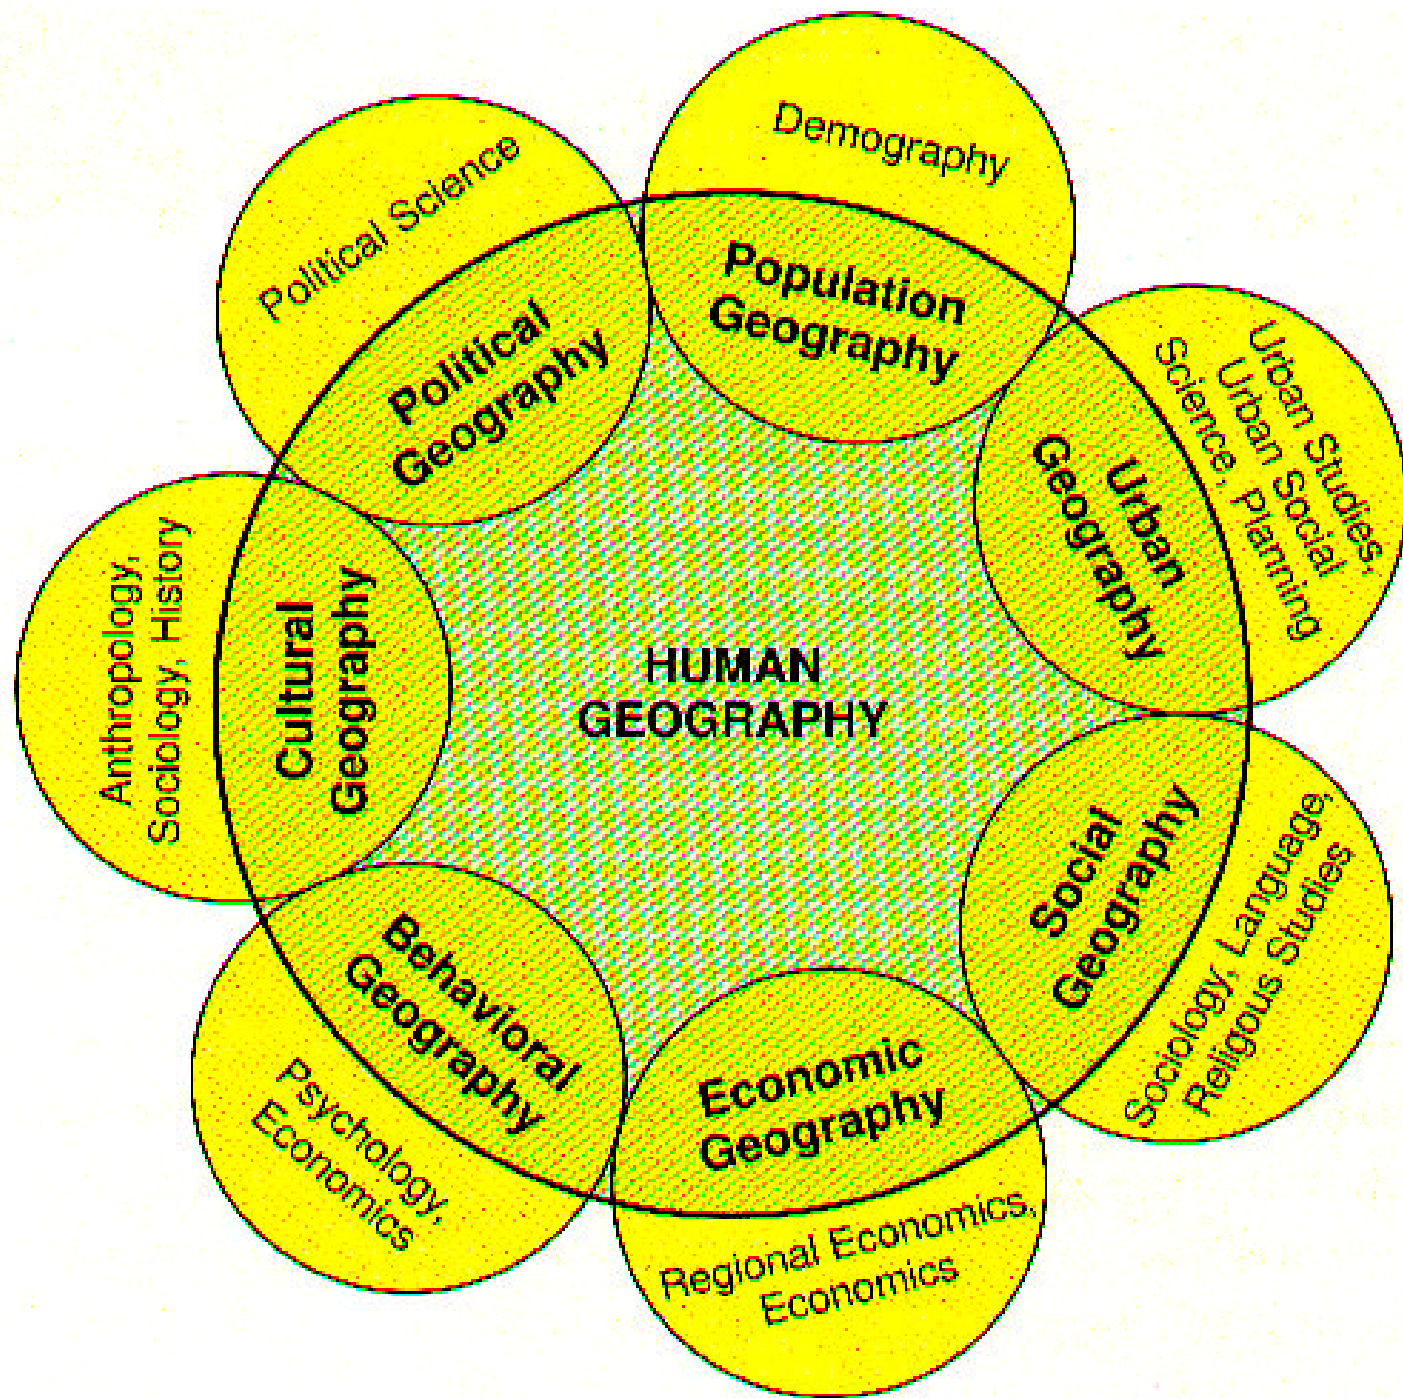 Demography
Population
Geography
Political Science
Political
Geography
Urban Studies,
Urban Social
Science, Planning
Urban
Geography
Anthropology,
Sociology, History
Cultural
Geography
HUMAN
GEOGRAPHY
Social
Geography
Sociology, Language,
Religous Studies
Behavioral
Geography
Psychology,
Economics
Economic
Geography
Regional Economics,
Economics